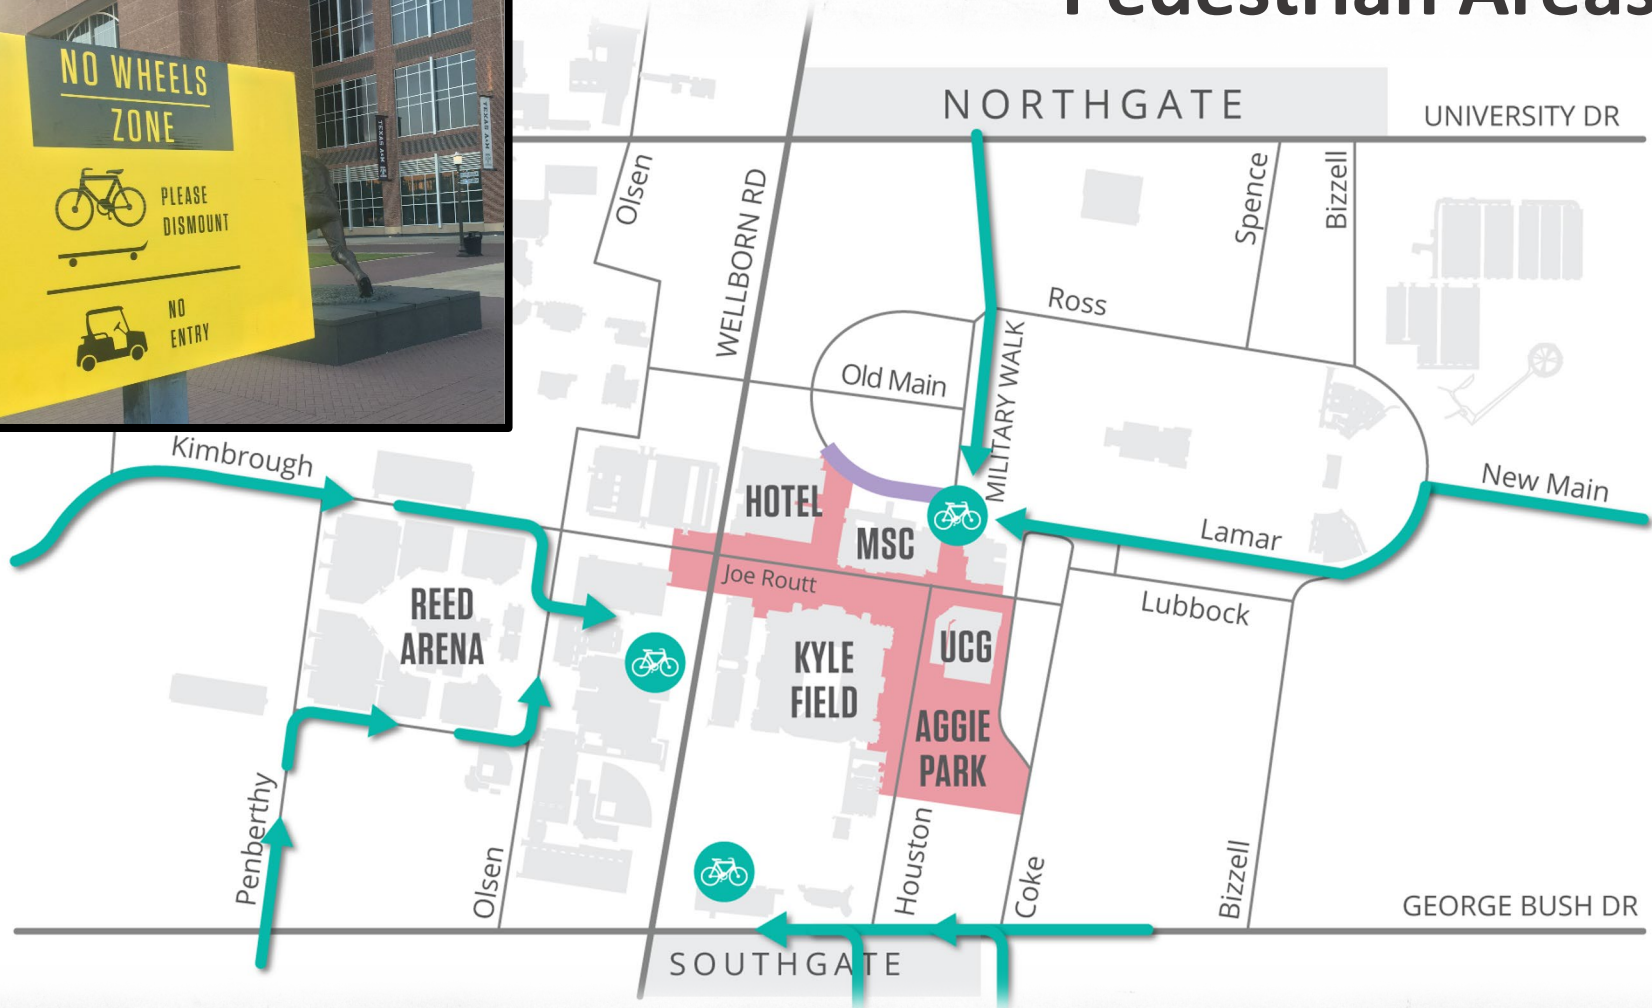 Pedestrian Areas
NO WHEELS
ZONE
PLEASE
DISMOUNT
NO
ENTRY
TEXAS A&M
TEXAS A&M
NORTHGATE
UNIVERSITY DR
Olsen
WELLBORN RD
Spence
Bizzell
Ross
Old Main
MILITARY WALK
Kimbrough
New Main
HOTEL
MSC
Lamar
Joe Routt
Lubbock
REED
ARENA
KYLE
FIELD
UCG
AGGIE
PARK
Penberthy
Olsen
Houston
Coke
Bizzell
GEORGE BUSH DR
SOUTHGATE